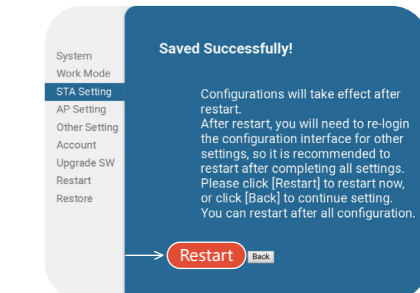 System
Work Mode
STA Setting
AP Setting
Other Setting
Account
Upgrade SW
Restart
Restore
Saved Successfully!
Configurations will take effect after
restart.
After restart, you will need to re-login
the configuration interface for other
settings, so it is recommended to
restart after completing all settings.
Please click [Restart] to restart now,
or click [Back] to continue setting.
You can restart after all configuration.
Restart Back